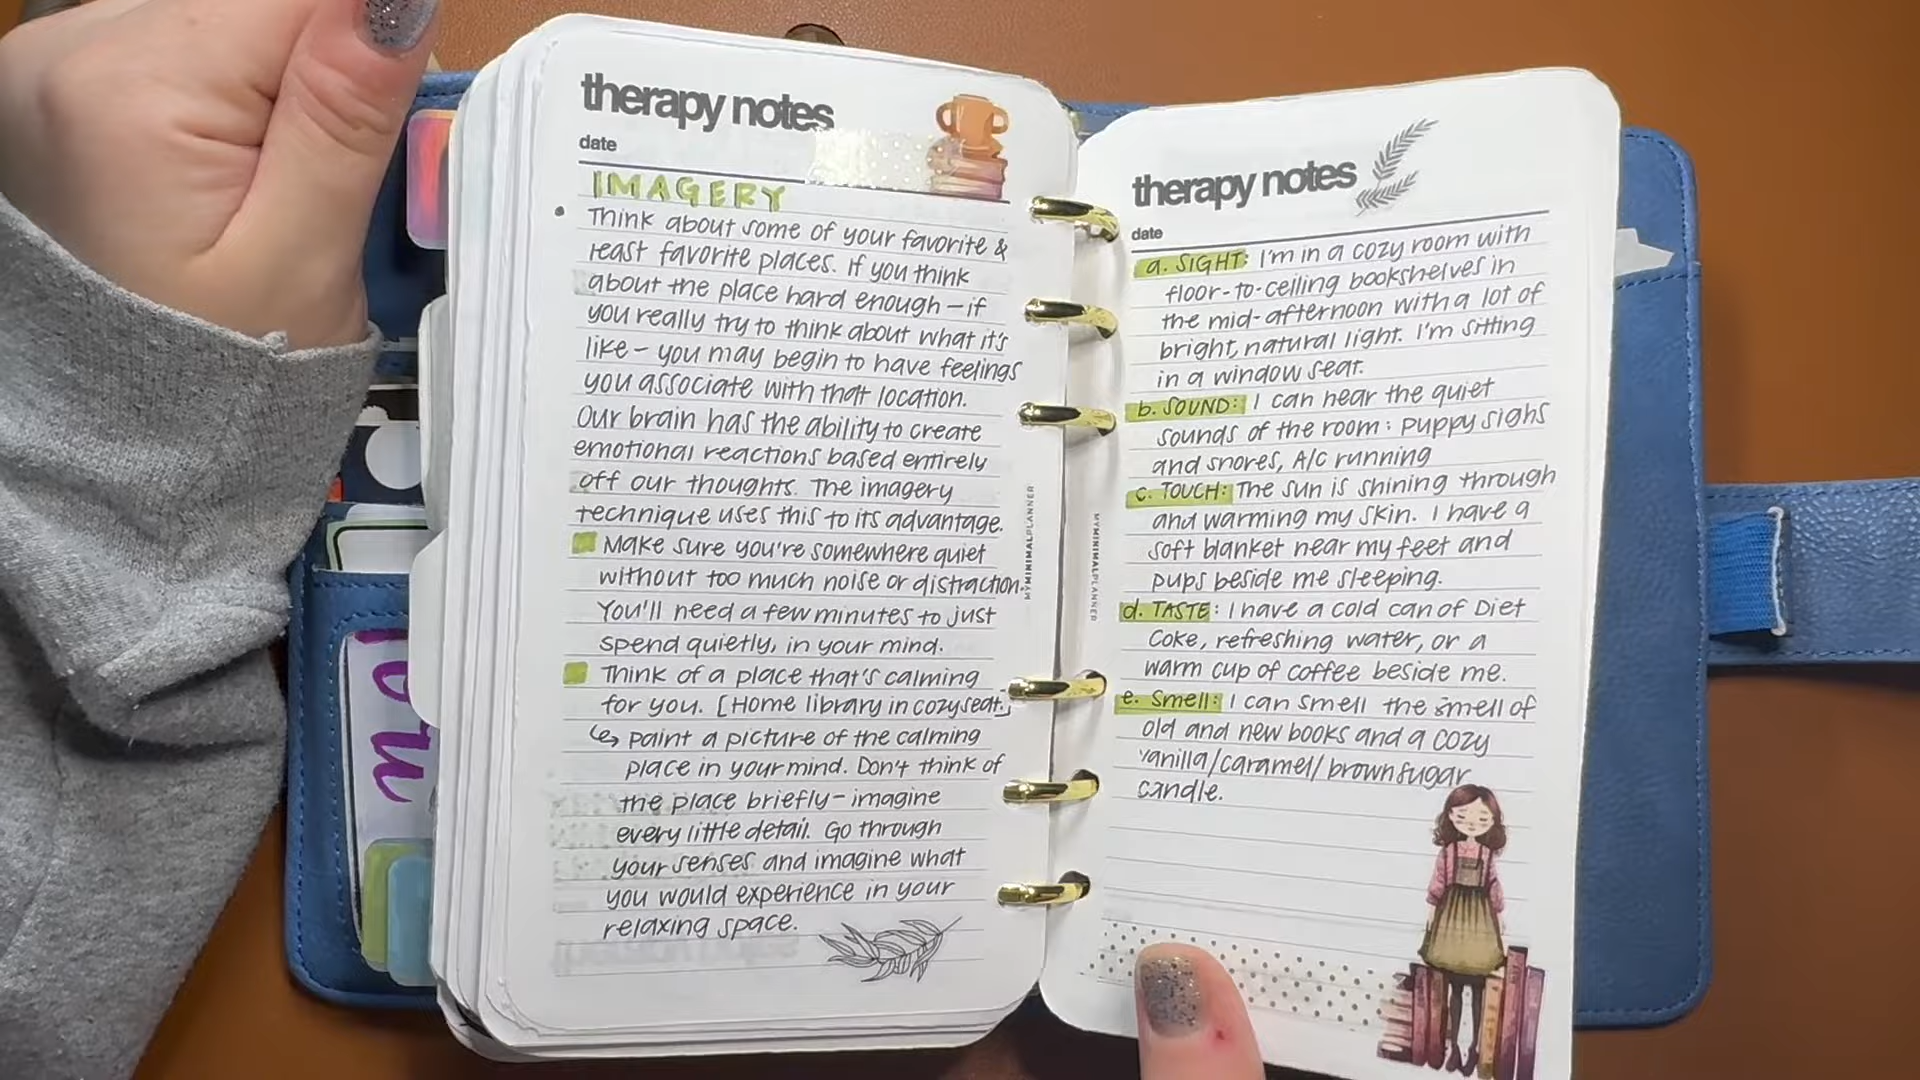 therapy notes
date
IMAGERY
• Think about some of your favorite &
least favorite places. If you think
about the place hard enough – if
you really try to think about what it's
like – you may begin to have feelings
you associate with that location.
Our brain has the ability to create
emotional reactions based entirely
off our thoughts. The imagery
technique uses this to its advantage.
Make sure you're somewhere quiet
without too much noise or distraction.
You'll need a few minutes to just
spend quietly, in your mind.
Think of a place that's calming
for you. [Home library in cozy seat.]
↳ Paint a picture of the calming
place in your mind. Don't think of
the place briefly – imagine
every little detail. Go through
your senses and imagine what
you would experience in your
relaxing space.
MYMINIMALPLANNER
therapy notes
date
a. SIGHT: I'm in a cozy room with
floor-to-ceiling bookshelves in
the mid-afternoon with a lot of
bright, natural light. I'm sitting
in a window seat.
b. SOUND: I can hear the quiet
sounds of the room: puppy sighs
and snores, A/C running
c. TOUCH: The sun is shining through
and warming my skin. I have a
soft blanket near my feet and
pups beside me sleeping.
d. TASTE: I have a cold can of Diet
Coke, refreshing water, or a
warm cup of coffee beside me.
e. Smell: I can smell the smell of
old and new books and a cozy
vanilla/caramel/brown sugar
candle.
MYMINIMALPLANNER